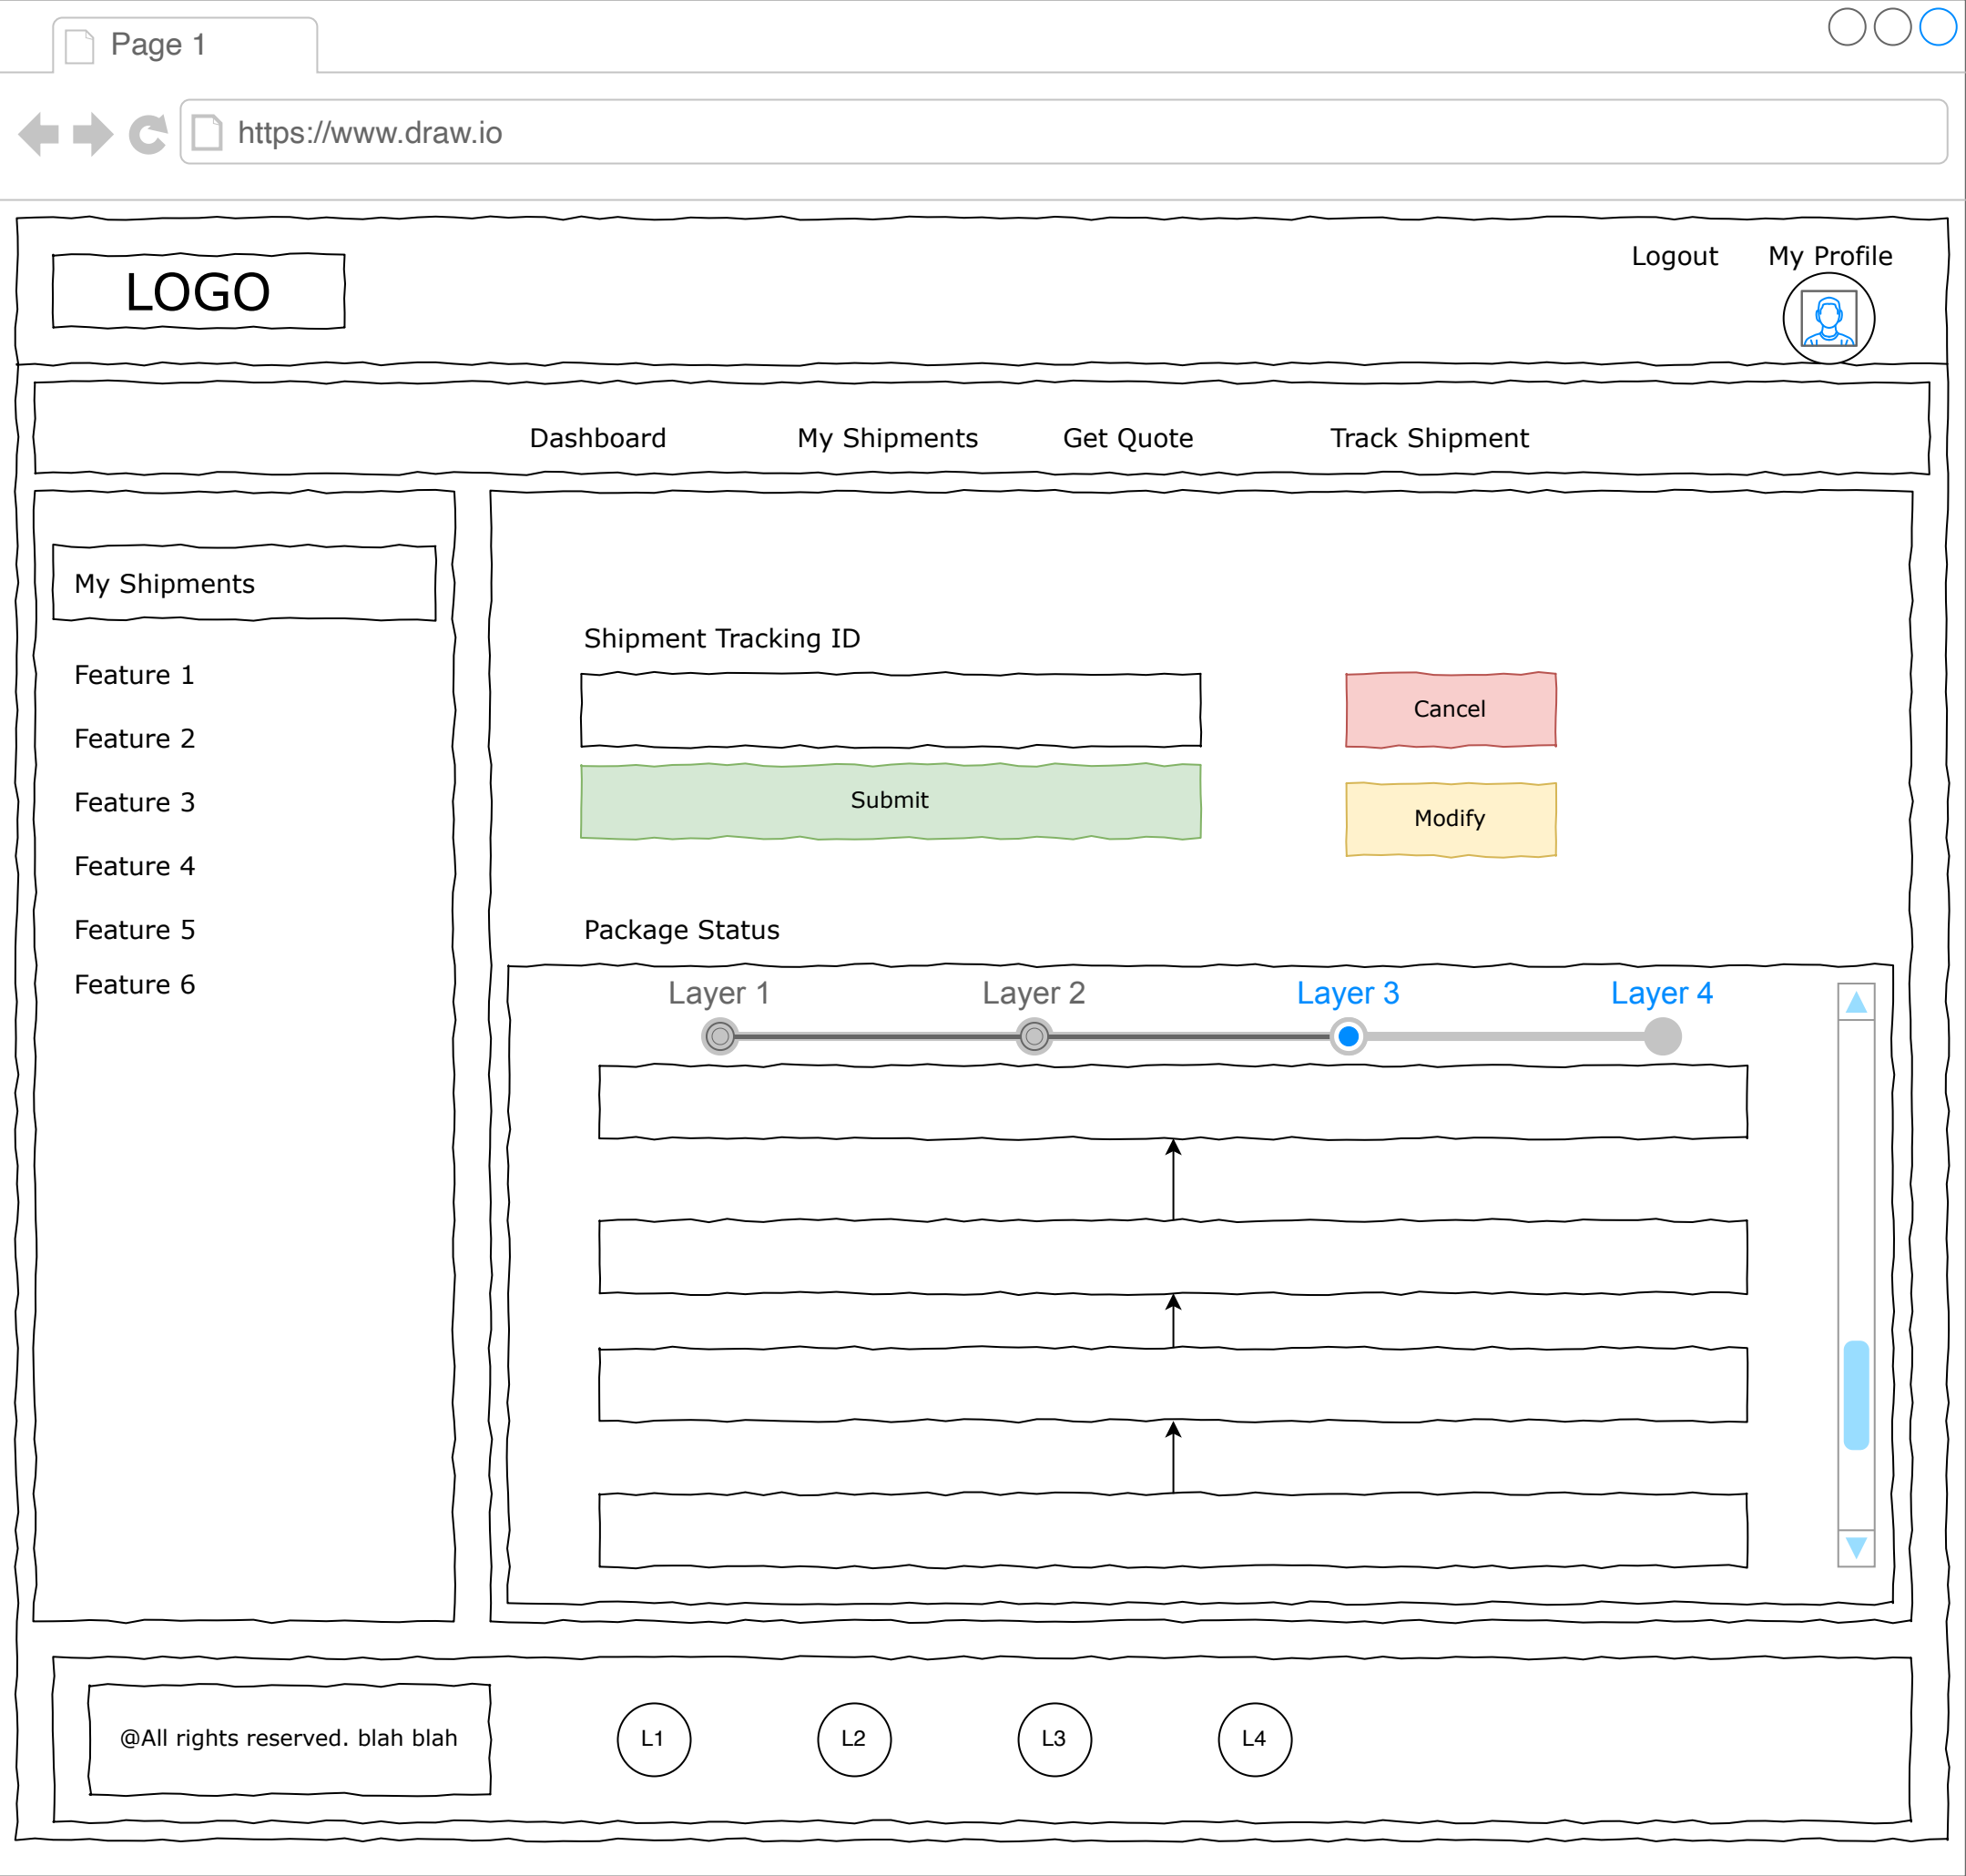 Page 1
https://www.draw.io
Logout
My Profile
LOGO
Dashboard
My Shipments
Get Quote
Track Shipment
My Shipments
Feature 1
Feature 2
Feature 3
Feature 4
Feature 5
Feature 6
Shipment Tracking ID
Cancel
Submit
Modify
Package Status
Layer 1
Layer 2
Layer 3
Layer 4
@All rights reserved. blah blah
L1
L2
L3
L4